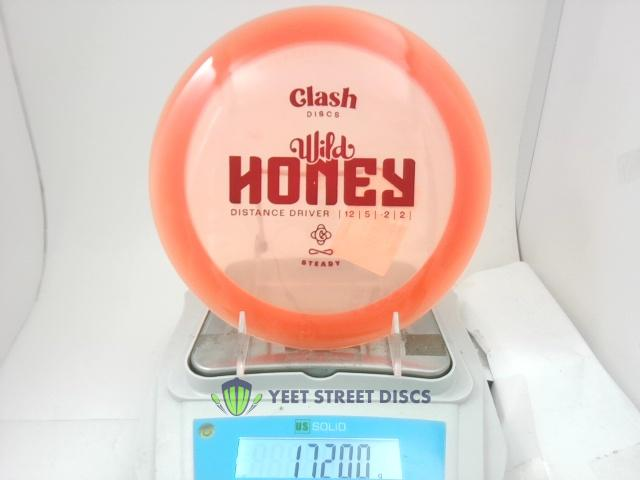 Clash
DISCS
Wild
HONEY
DISTANCE DRIVER | 12 | 5 | -2 | 2 |
STEADY
YEET STREET DISCS
US SOLID
172.00 g